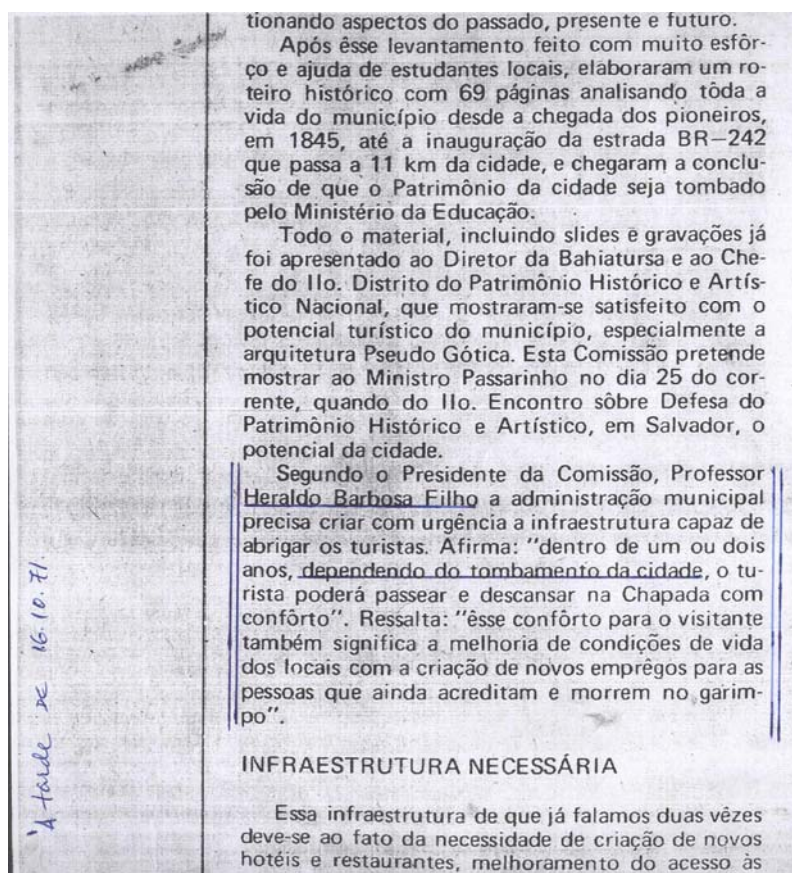 tionando aspectos do passado, presente e futuro.
Após êsse levantamento feito com muito esfôr-
ço e ajuda de estudantes locais, elaboraram um ro-
teiro histórico com 69 páginas analisando tôda a
vida do município desde a chegada dos pioneiros,
em 1845, até a inauguração da estrada BR-242
que passa a 11 km da cidade, e chegaram a conclu-
são de que o Patrimônio da cidade seja tombado
pelo Ministério da Educação.
Todo o material, incluindo slides e gravações já
foi apresentado ao Diretor da Bahiatursa e ao Che-
fe do IIo. Distrito do Patrimônio Histórico e Artís-
tico Nacional, que mostraram-se satisfeito com o
potencial turístico do município, especialmente a
arquitetura Pseudo Gótica. Esta Comissão pretende
mostrar ao Ministro Passarinho no dia 25 do cor-
rente, quando do IIo. Encontro sôbre Defesa do
Patrimônio Histórico e Artístico, em Salvador, o
potencial da cidade.
Segundo o Presidente da Comissão, Professor
Heraldo Barbosa Filho a administração municipal
precisa criar com urgência a infraestrutura capaz de
abrigar os turistas. Afirma: "dentro de um ou dois
anos, dependendo do tombamento da cidade, o tu-
rista poderá passear e descansar na Chapada com
confôrto". Ressalta: "êsse confôrto para o visitante
também significa a melhoria de condições de vida
dos locais com a criação de novos emprêgos para as
pessoas que ainda acreditam e morrem no garim-
po".
INFRAESTRUTURA NECESSÁRIA
Essa infraestrutura de que já falamos duas vêzes
deve-se ao fato da necessidade de criação de novos
hotéis e restaurantes, melhoramento do acesso às
'A tarde de 16.10.71